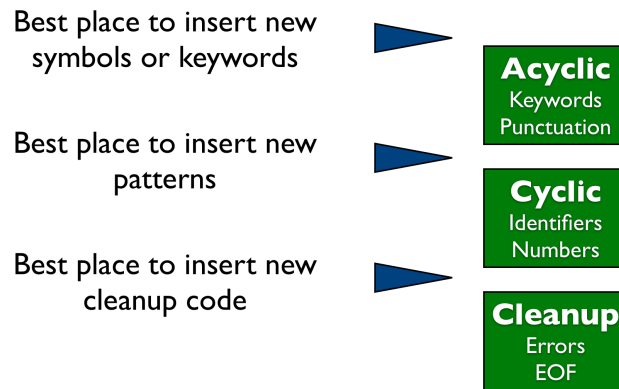 Best place to insert new
symbols or keywords
Acyclic
Keywords
Punctuation
Best place to insert new
patterns
Cyclic
Identifiers
Numbers
Best place to insert new
cleanup code
Cleanup
Errors
EOF